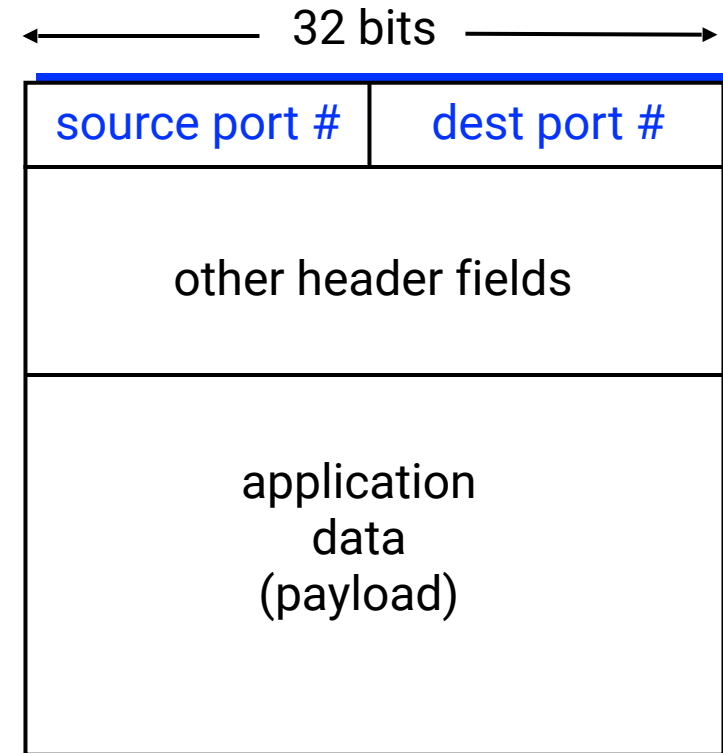 32 bits
source port #
dest port #
other header fields
application
data
(payload)